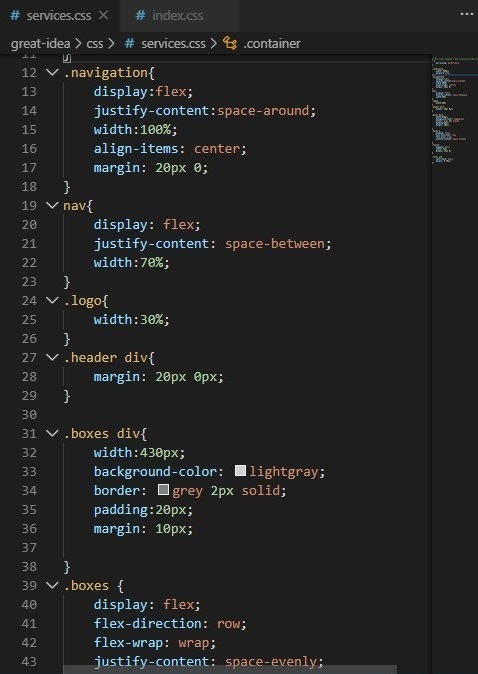 services.css
index.css
great-idea > css > services.css > .container
11 }
12 .navigation{
13 display:flex;
14 justify-content:space-around;
15 width:100%;
16 align-items: center;
17 margin: 20px 0;
18 }
19 nav{
20 display: flex;
21 justify-content: space-between;
22 width:70%;
23 }
24 .logo{
25 width:30%;
26 }
27 .header div{
28 margin: 20px 0px;
29 }
30
31 .boxes div{
32 width:430px;
33 background-color: lightgray;
34 border: grey 2px solid;
35 padding:20px;
36 margin: 10px;
37
38 }
39 .boxes {
40 display: flex;
41 flex-direction: row;
42 flex-wrap: wrap;
43 justify-content: space-evenly;